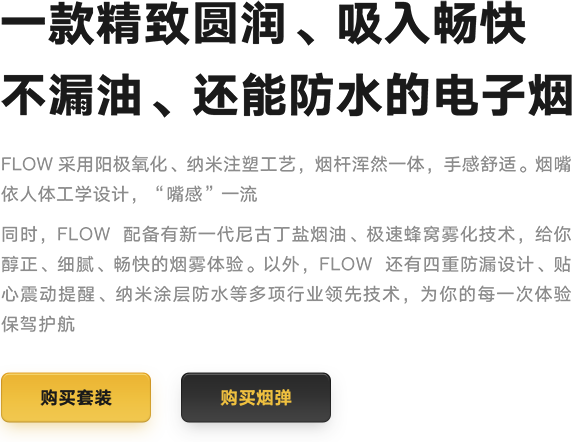 一款精致圆润、吸入畅快
不漏油、还能防水的电子烟
FLOW 采用阳极氧化、纳米注塑工艺，烟杆浑然一体，手感舒适。烟嘴
依人体工学设计，“嘴感”一流
同时，FLOW 配备有新一代尼古丁盐烟油、极速蜂窝雾化技术，给你
醇正、细腻、畅快的烟雾体验。以外，FLOW 还有四重防漏设计、贴
心震动提醒、纳米涂层防水等多项行业领先技术，为你的每一次体验
保驾护航
购买套装
购买烟弹